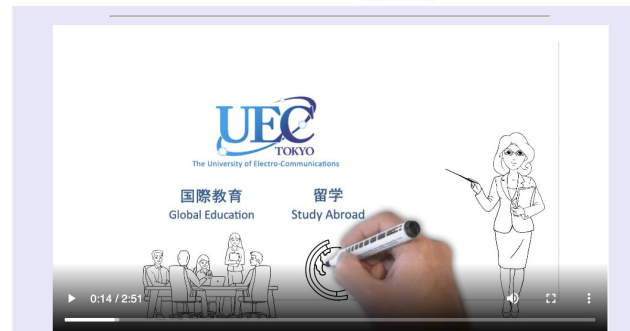 UEC
TOKYO
The University of Electro-Communications
国際教育 留学
Global Education Study Abroad
0:14 / 2:51